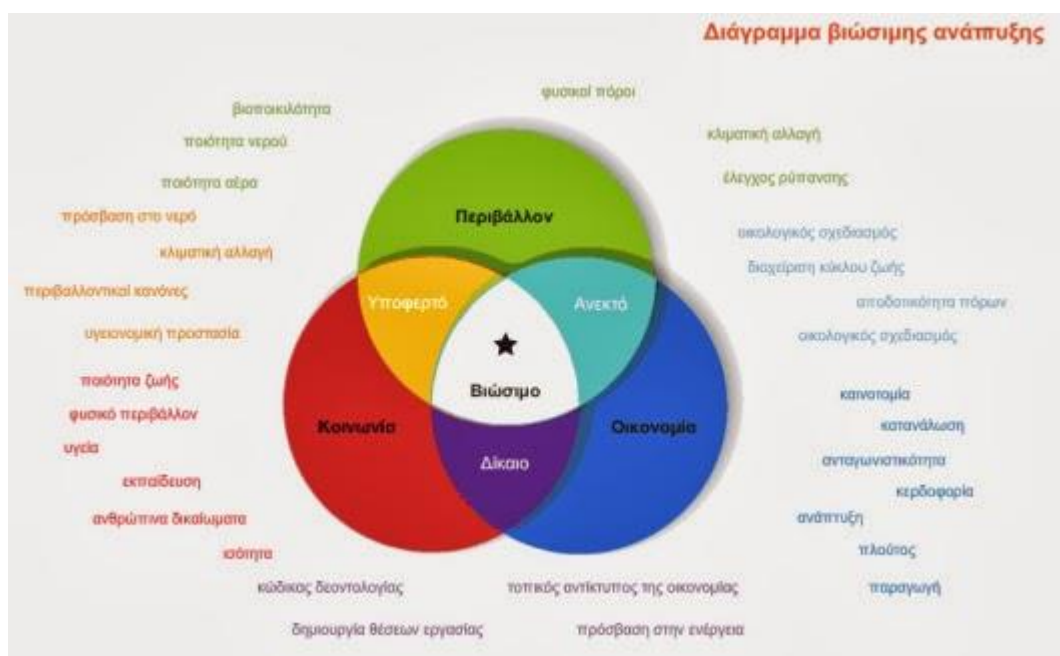 Διάγραμμα βιώσιμης ανάπτυξης
φυσικοί πόροι
βιοποικιλότητα
κλιματική αλλαγή
ποιότητα νερού
έλεγχος ρύπανσης
ποιότητα αέρα
πρόσβαση στο νερό
Περιβάλλον
οικολογικός σχεδιασμός
κλιματική αλλαγή
διαχείριση κύκλου ζωής
περιβαλλοντικοί κανόνες
Υποφερτό
Ανεκτό
αποδοτικότητα πόρων
υγειονομική προστασία
οικολογικός σχεδιασμός
ποιότητα ζωής
Βιώσιμο
καινοτομία
φυσικό περιβάλλον
Κοινωνία
Οικονομία
κατανάλωση
υγεία
Δίκαιο
ανταγωνιστικότητα
εκπαίδευση
κερδοφορία
ανθρώπινα δικαίωματα
ανάπτυξη
ισότητα
πλούτος
κώδικας δεοντολογίας
τοπικός αντίκτυπος της οικονομίας
παραγωγή
δημιουργία θέσεων εργασίας
πρόσβαση στην ενέργεια